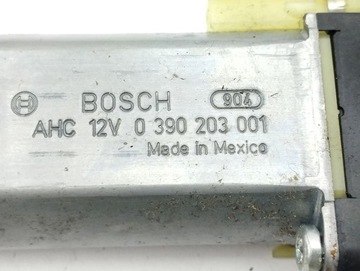 BOSCH 904
AHC 12V 0 390 203 001
Made in Mexico